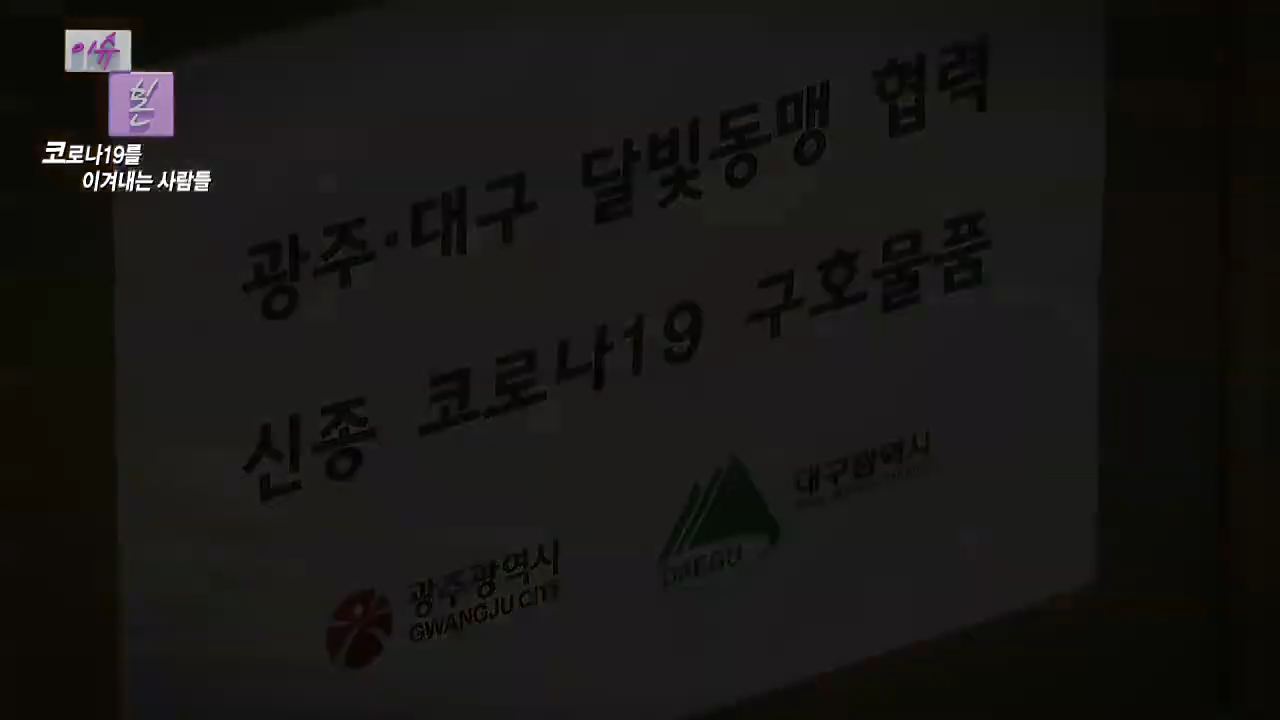 이슈
코로나19를
이겨내는 사람들
광주·대구 달빛동맹 협력
신종 코로나19 구호물품
광주광역시
GWANGJU CITY
대구광역시
DAEGU